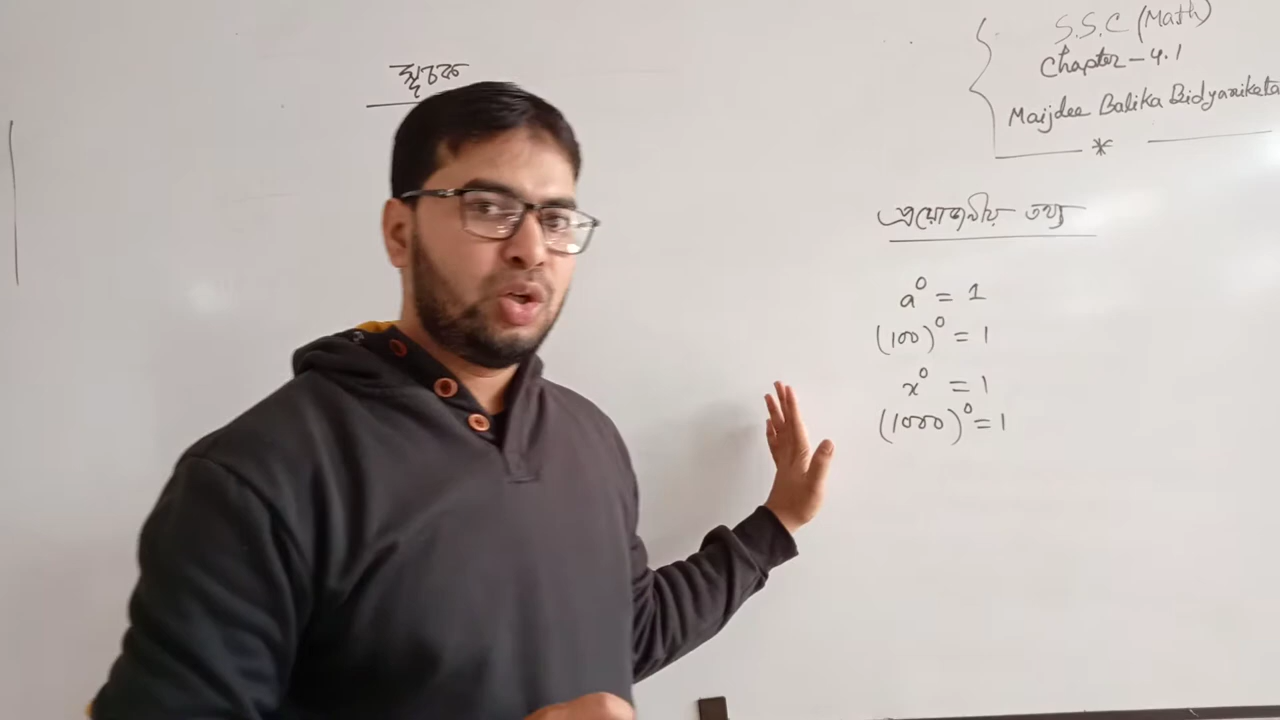 সূচক
S.S.C (Math)
Chapter - 4.1
Maijdee Balika Bidyaniketa
*
প্রয়োজনীয় তথ্য
a⁰ = 1
(100)⁰ = 1
x⁰ = 1
(1000)⁰ = 1